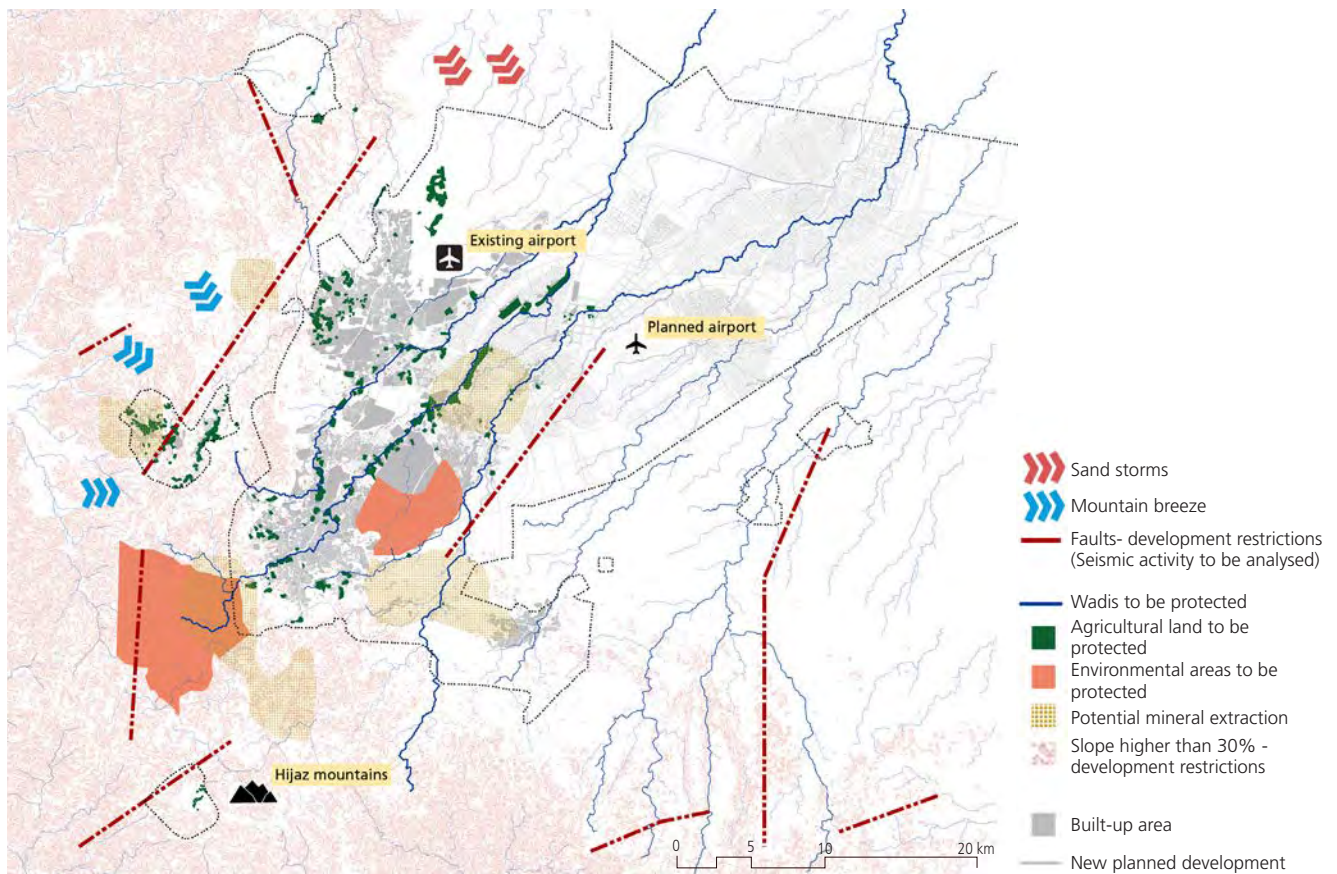 Existing airport
Planned airport
Hijaz mountains
0
5
10
20 km
Sand storms
Mountain breeze
Faults- development restrictions
(Seismic activity to be analysed)
Wadis to be protected
Agricultural land to be
protected
Environmental areas to be
protected
Potential mineral extraction
Slope higher than 30% -
development restrictions
Built-up area
New planned development